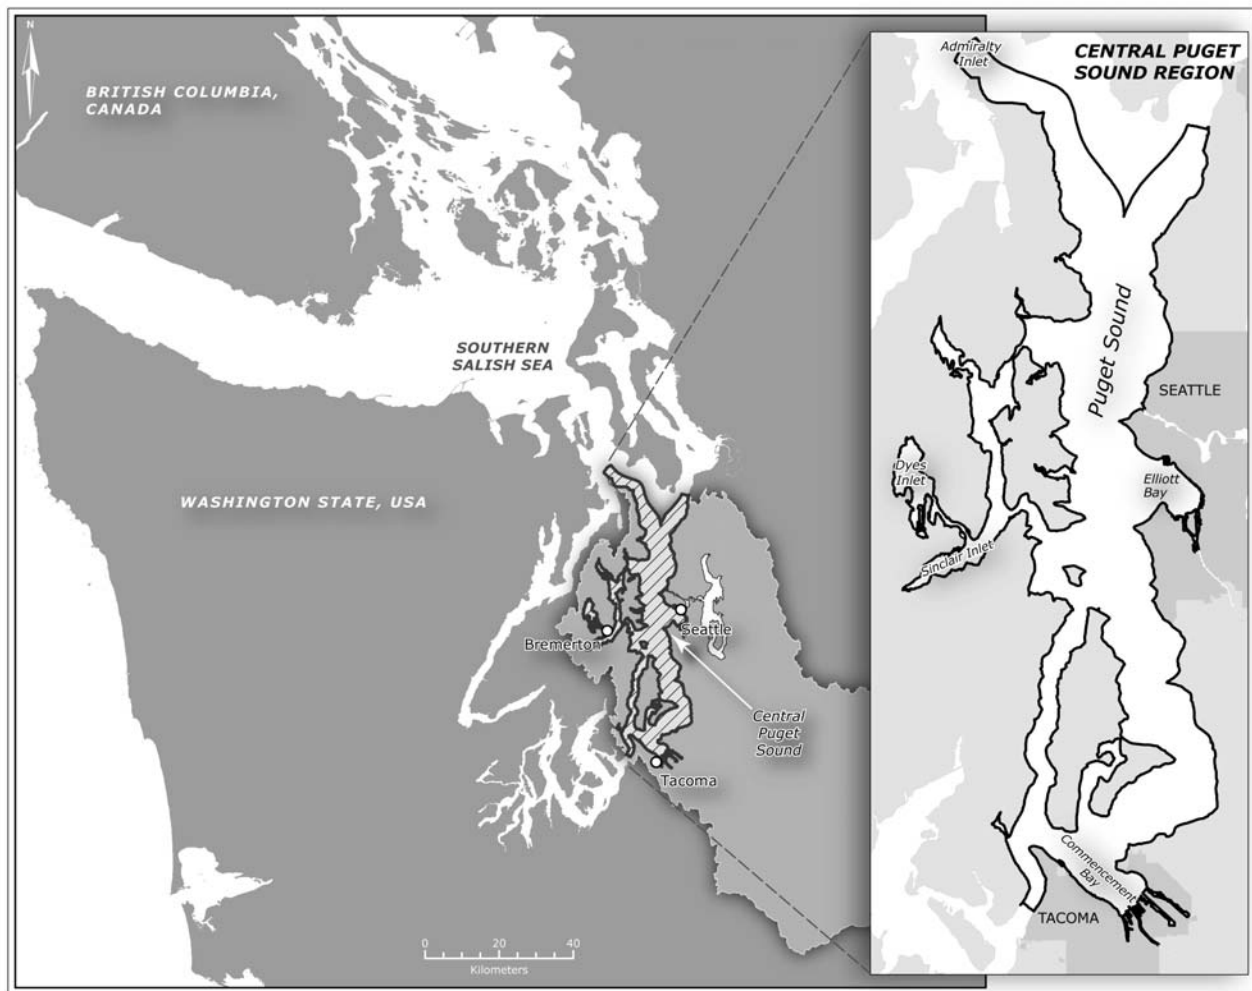 N
BRITISH COLUMBIA,
CANADA
SOUTHERN
SALISH SEA
WASHINGTON STATE, USA
Bremerton
Seattle
Central
Puget
Sound
Tacoma
0 20 40
Kilometers
CENTRAL PUGET
SOUND REGION
Admiralty
Inlet
Puget Sound
SEATTLE
Dyes
Inlet
Elliott
Bay
Sinclair Inlet
Commencement
Bay
TACOMA